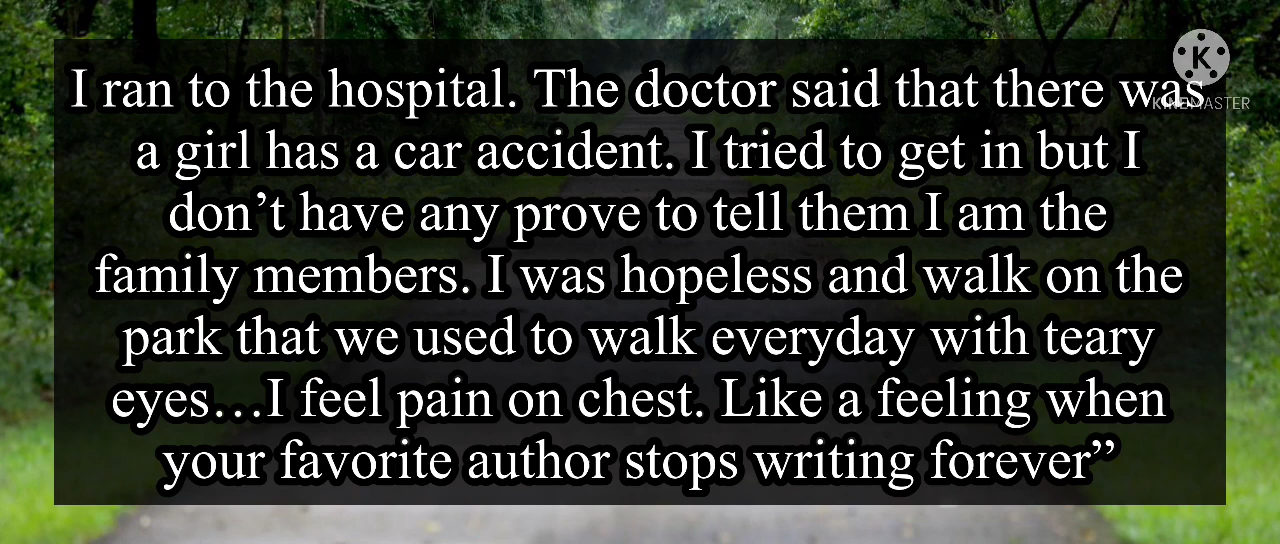 I ran to the hospital. The doctor said that there was
a girl has a car accident. I tried to get in but I
don’t have any prove to tell them I am the
family members. I was hopeless and walk on the
park that we used to walk everyday with teary
eyes…I feel pain on chest. Like a feeling when
your favorite author stops writing forever”
K
KINEMASTER